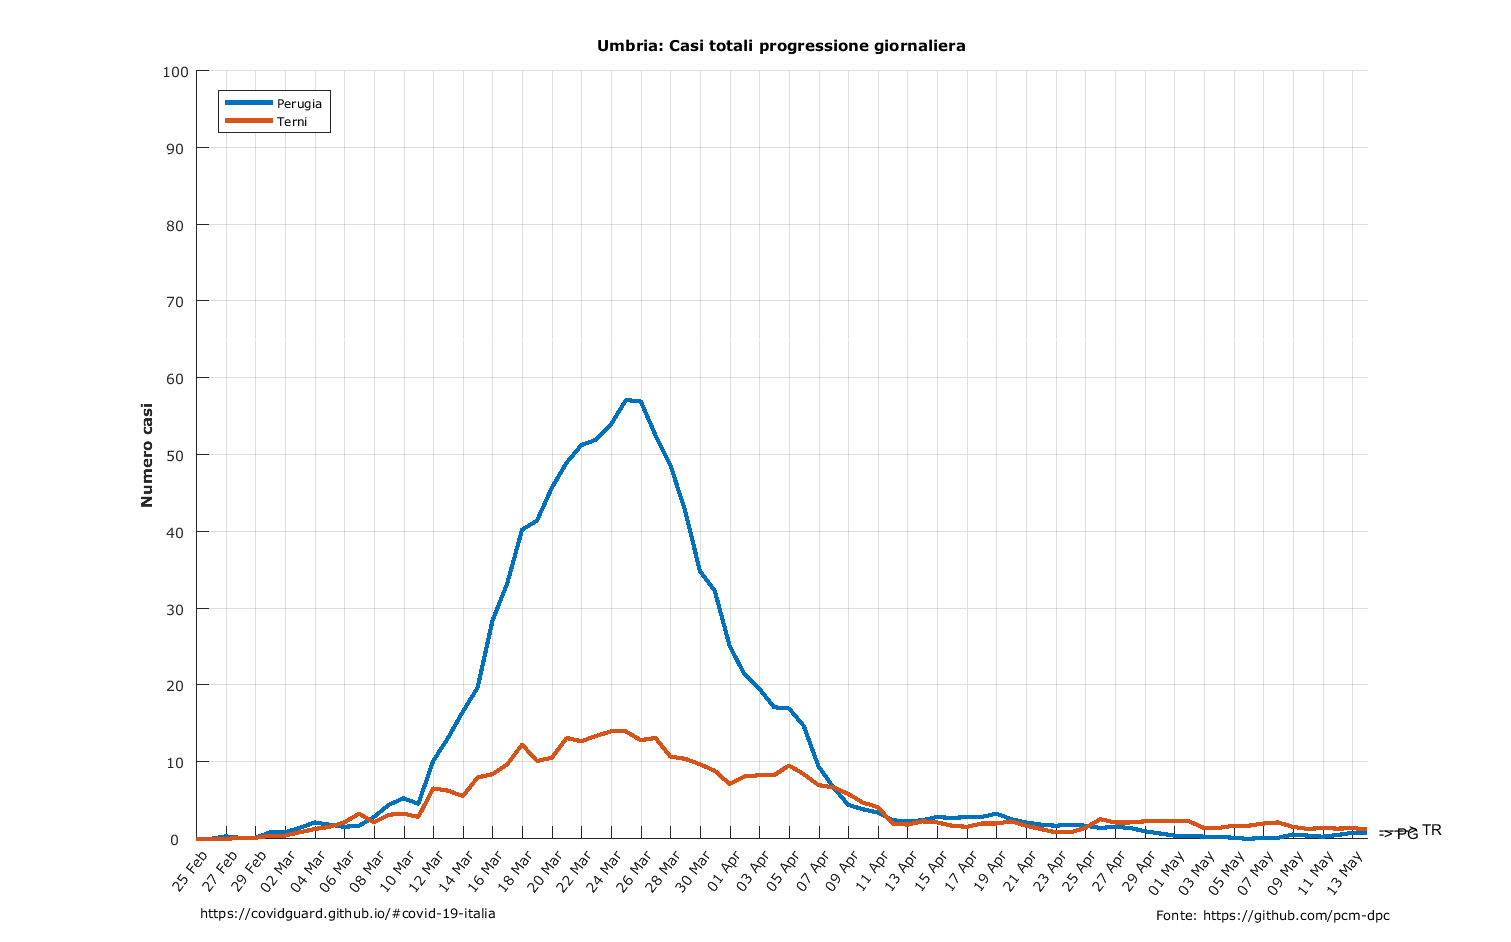 Umbria: Casi totali progressione giornaliera
100
90
80
70
60
50
40
30
20
10
0
Numero casi
Perugia
Terni
25 Feb
27 Feb
29 Feb
02 Mar
04 Mar
06 Mar
08 Mar
10 Mar
12 Mar
14 Mar
16 Mar
18 Mar
20 Mar
22 Mar
24 Mar
26 Mar
28 Mar
30 Mar
01 Apr
03 Apr
05 Apr
07 Apr
09 Apr
11 Apr
13 Apr
15 Apr
17 Apr
19 Apr
21 Apr
23 Apr
25 Apr
27 Apr
29 Apr
01 May
03 May
05 May
07 May
09 May
11 May
13 May
TR
-> PG
https://covidguard.github.io/#covid-19-italia
Fonte: https://github.com/pcm-dpc